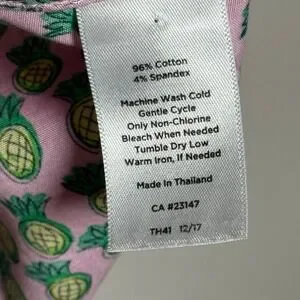 96% Cotton
4% Spandex
Machine Wash Cold
Gentle Cycle
Only Non-Chlorine
Bleach When Needed
Tumble Dry Low
Warm Iron, If Needed
Made In Thailand
CA #23147
TH41 12/17